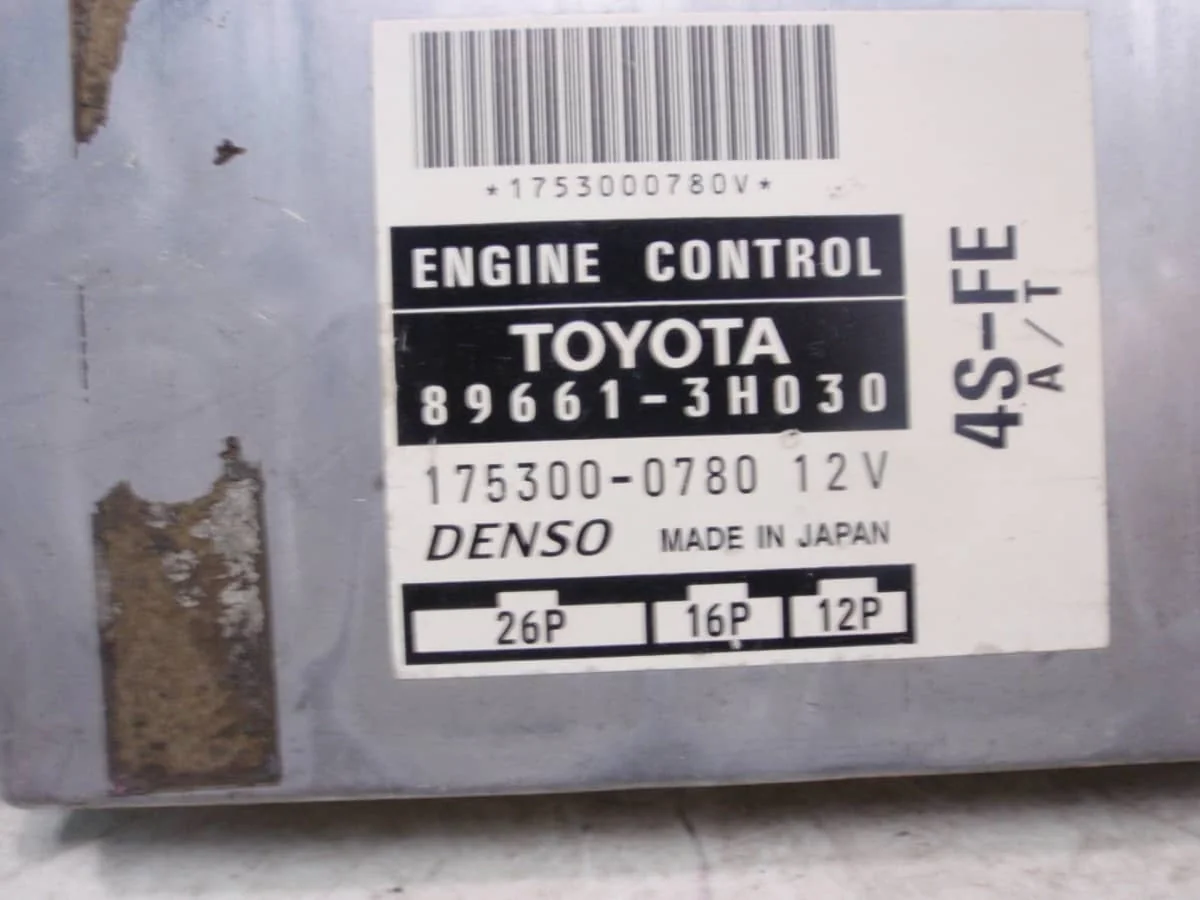 *1753000780V*
ENGINE CONTROL
TOYOTA
89661-3H030
175300-0780 12V
DENSO MADE IN JAPAN
26P 16P 12P
4S-FE
A/T